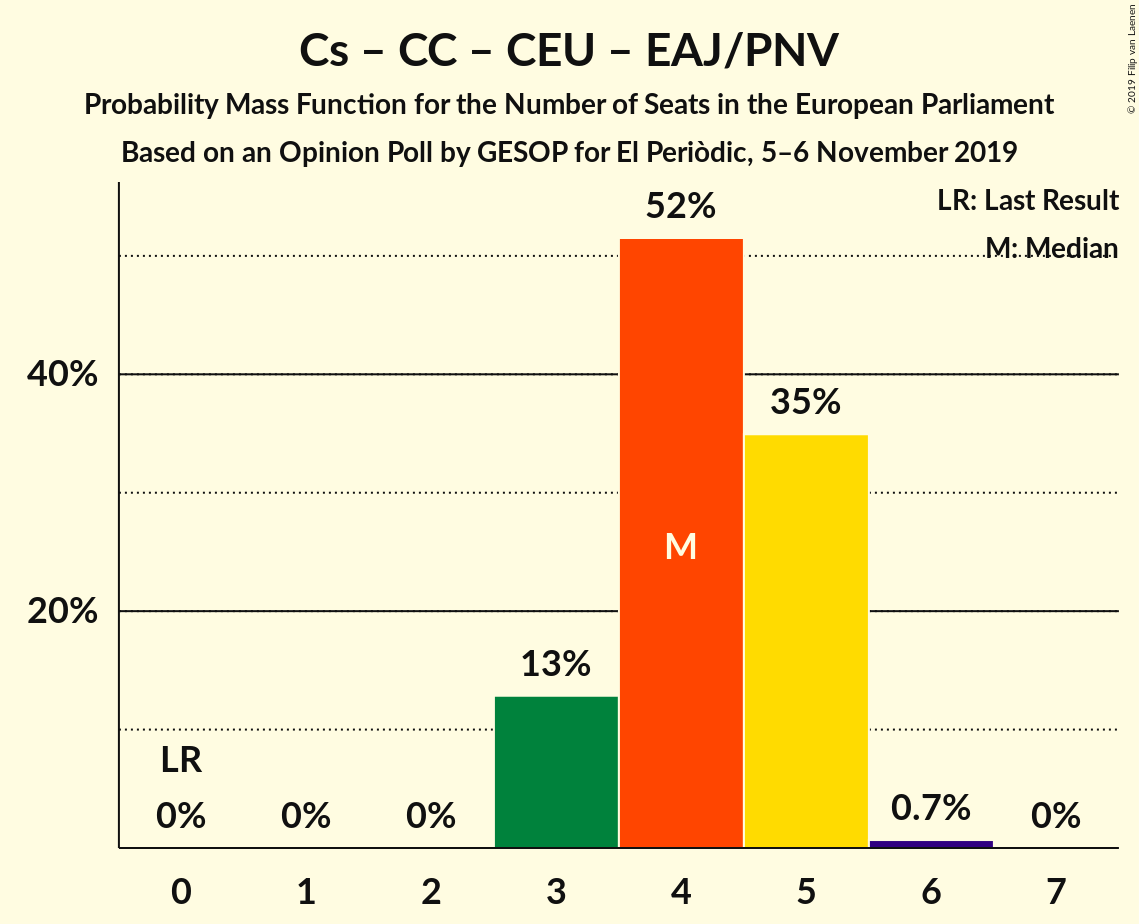 Cs – CC – CEU – EAJ/PNV
Probability Mass Function for the Number of Seats in the European Parliament
Based on an Opinion Poll by GESOP for El Periòdic, 5–6 November 2019
© 2019 Filip van Laenen
LR: Last Result
M: Median
52%
40%
35%
M
20%
13%
LR
0% 0% 0% 0.7% 0%
0 1 2 3 4 5 6 7